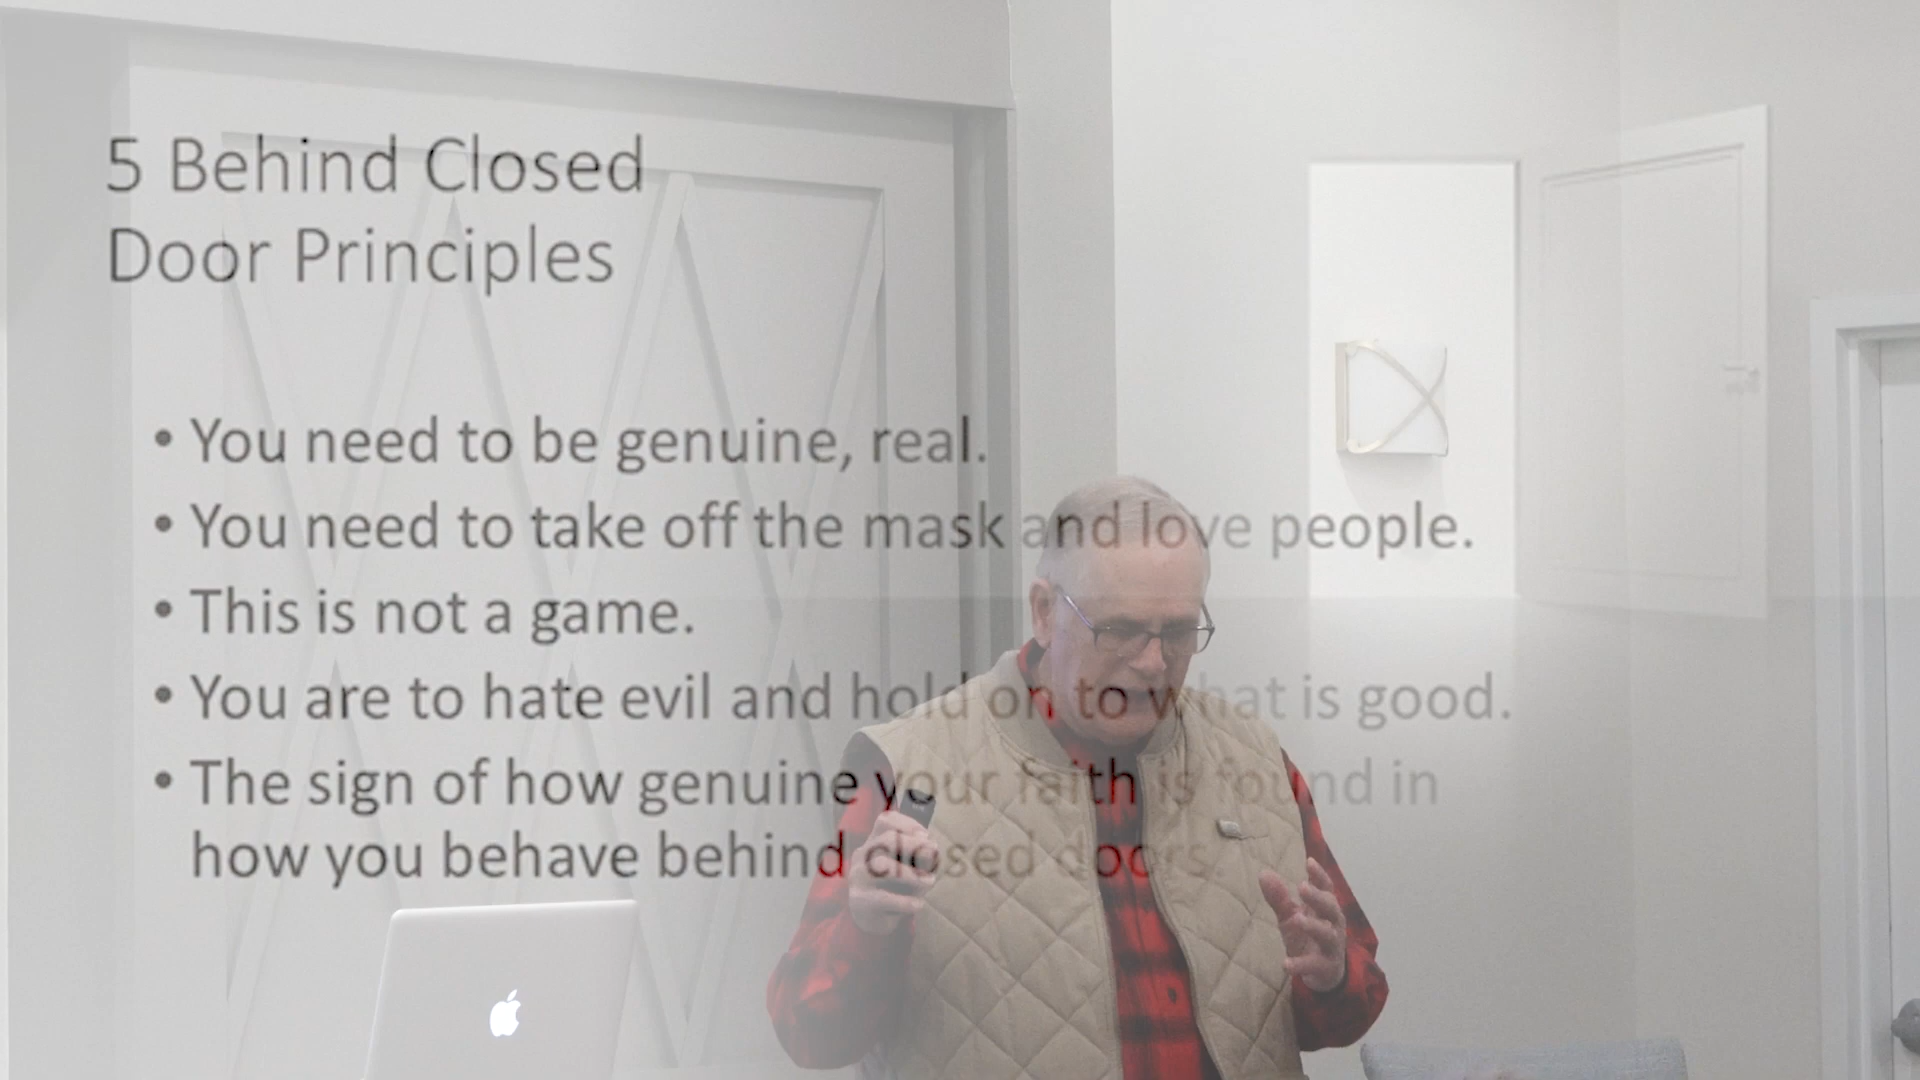 5 Behind Closed
Door Principles
• You need to be genuine, real.
• You need to take off the mask and love people.
• This is not a game.
• You are to hate evil and hold on to what is good.
• The sign of how genuine your faith is found in
how you behave behind closed doors.